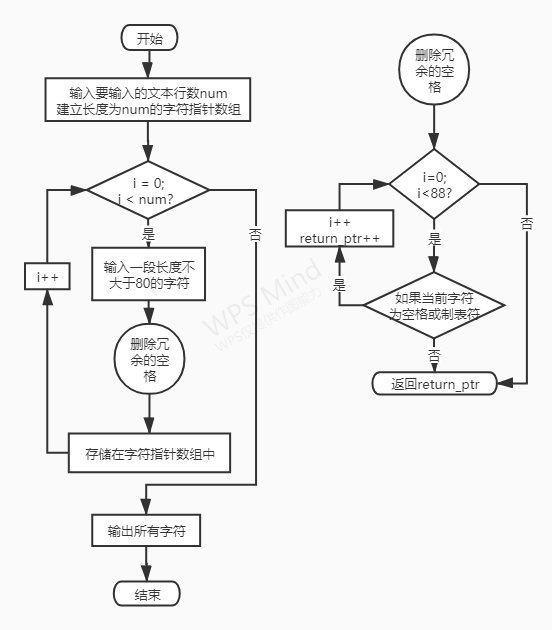 开始
输入要输入的文本行数num
建立长度为num的字符指针数组
i = 0;
i < num?
是
否
输入一段长度不
大于80的字符
i++
删除冗
余的空
格
存储在字符指针数组中
输出所有字符
结束
删除冗
余的空
格
i=0;
i<88?
否
是
i++
return_ptr++
是
如果当前字符
为空格或制表符
否
返回return_ptr
WPS Mind